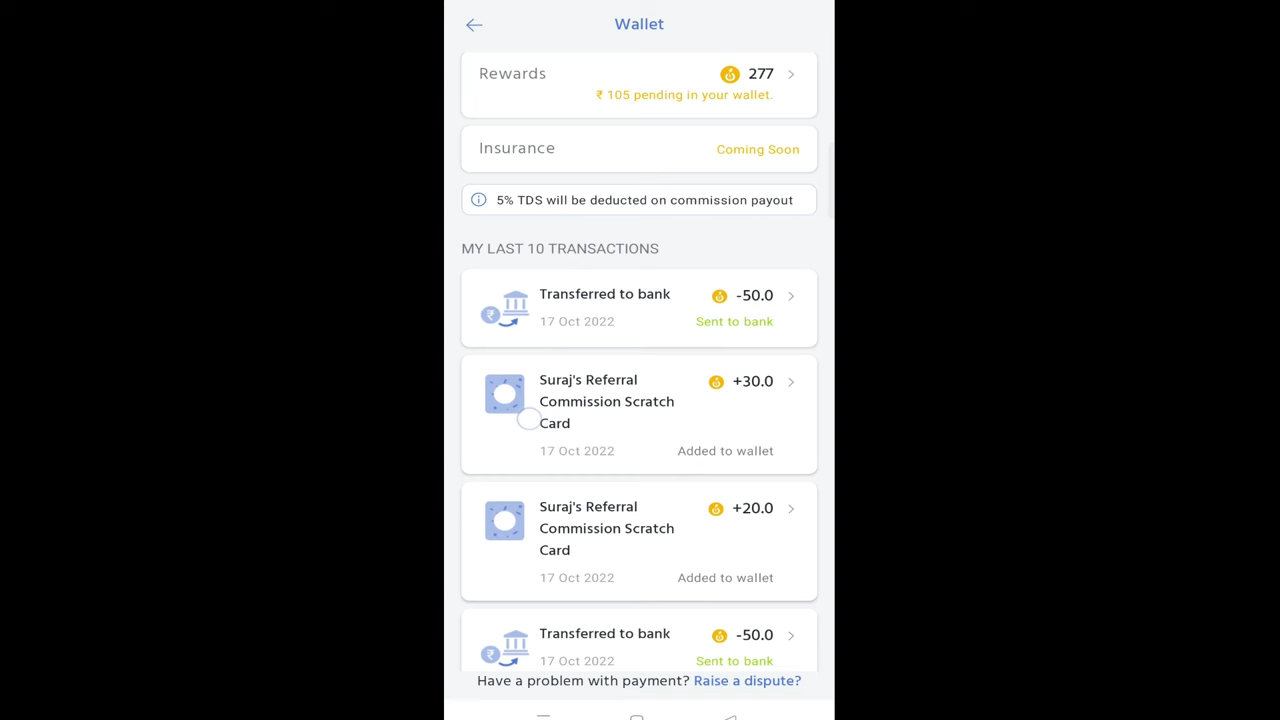 Wallet
Rewards 277
₹ 105 pending in your wallet.
Insurance Coming Soon
5% TDS will be deducted on commission payout
MY LAST 10 TRANSACTIONS
Transferred to bank -50.0
17 Oct 2022 Sent to bank
Suraj's Referral +30.0
Commission Scratch
Card
17 Oct 2022 Added to wallet
Suraj's Referral +20.0
Commission Scratch
Card
17 Oct 2022 Added to wallet
Transferred to bank -50.0
17 Oct 2022 Sent to bank
Have a problem with payment? Raise a dispute?